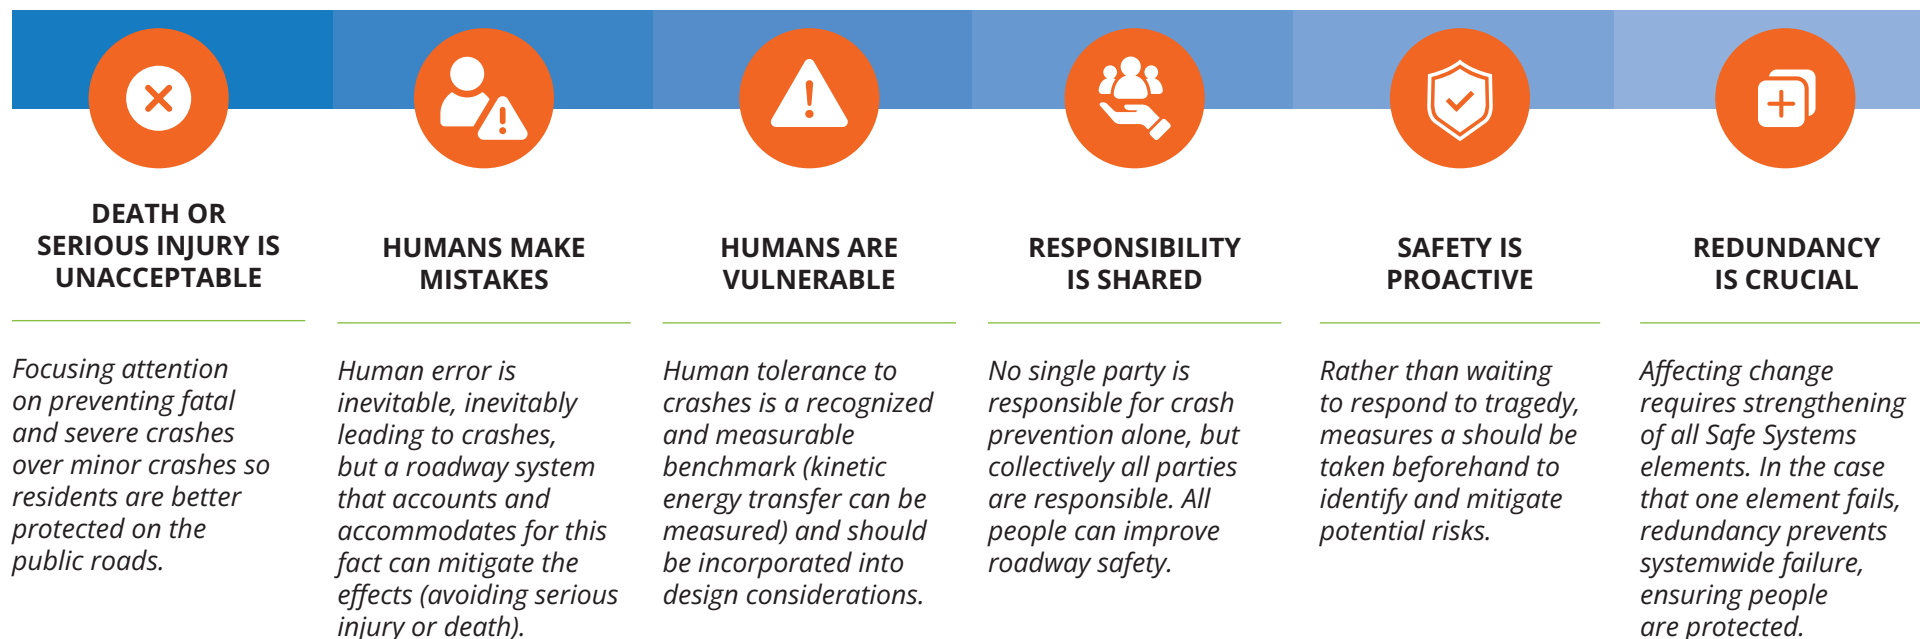 DEATH OR
SERIOUS INJURY IS
UNACCEPTABLE
Focusing attention
on preventing fatal
and severe crashes
over minor crashes so
residents are better
protected on the
public roads.
HUMANS MAKE
MISTAKES
Human error is
inevitable, inevitably
leading to crashes,
but a roadway system
that accounts and
accommodates for this
fact can mitigate the
effects (avoiding serious
injury or death).
HUMANS ARE
VULNERABLE
Human tolerance to
crashes is a recognized
and measurable
benchmark (kinetic
energy transfer can be
measured) and should
be incorporated into
design considerations.
RESPONSIBILITY
IS SHARED
No single party is
responsible for crash
prevention alone, but
collectively all parties
are responsible. All
people can improve
roadway safety.
SAFETY IS
PROACTIVE
Rather than waiting
to respond to tragedy,
measures a should be
taken beforehand to
identify and mitigate
potential risks.
REDUNDANCY
IS CRUCIAL
Affecting change
requires strengthening
of all Safe Systems
elements. In the case
that one element fails,
redundancy prevents
systemwide failure,
ensuring people
are protected.